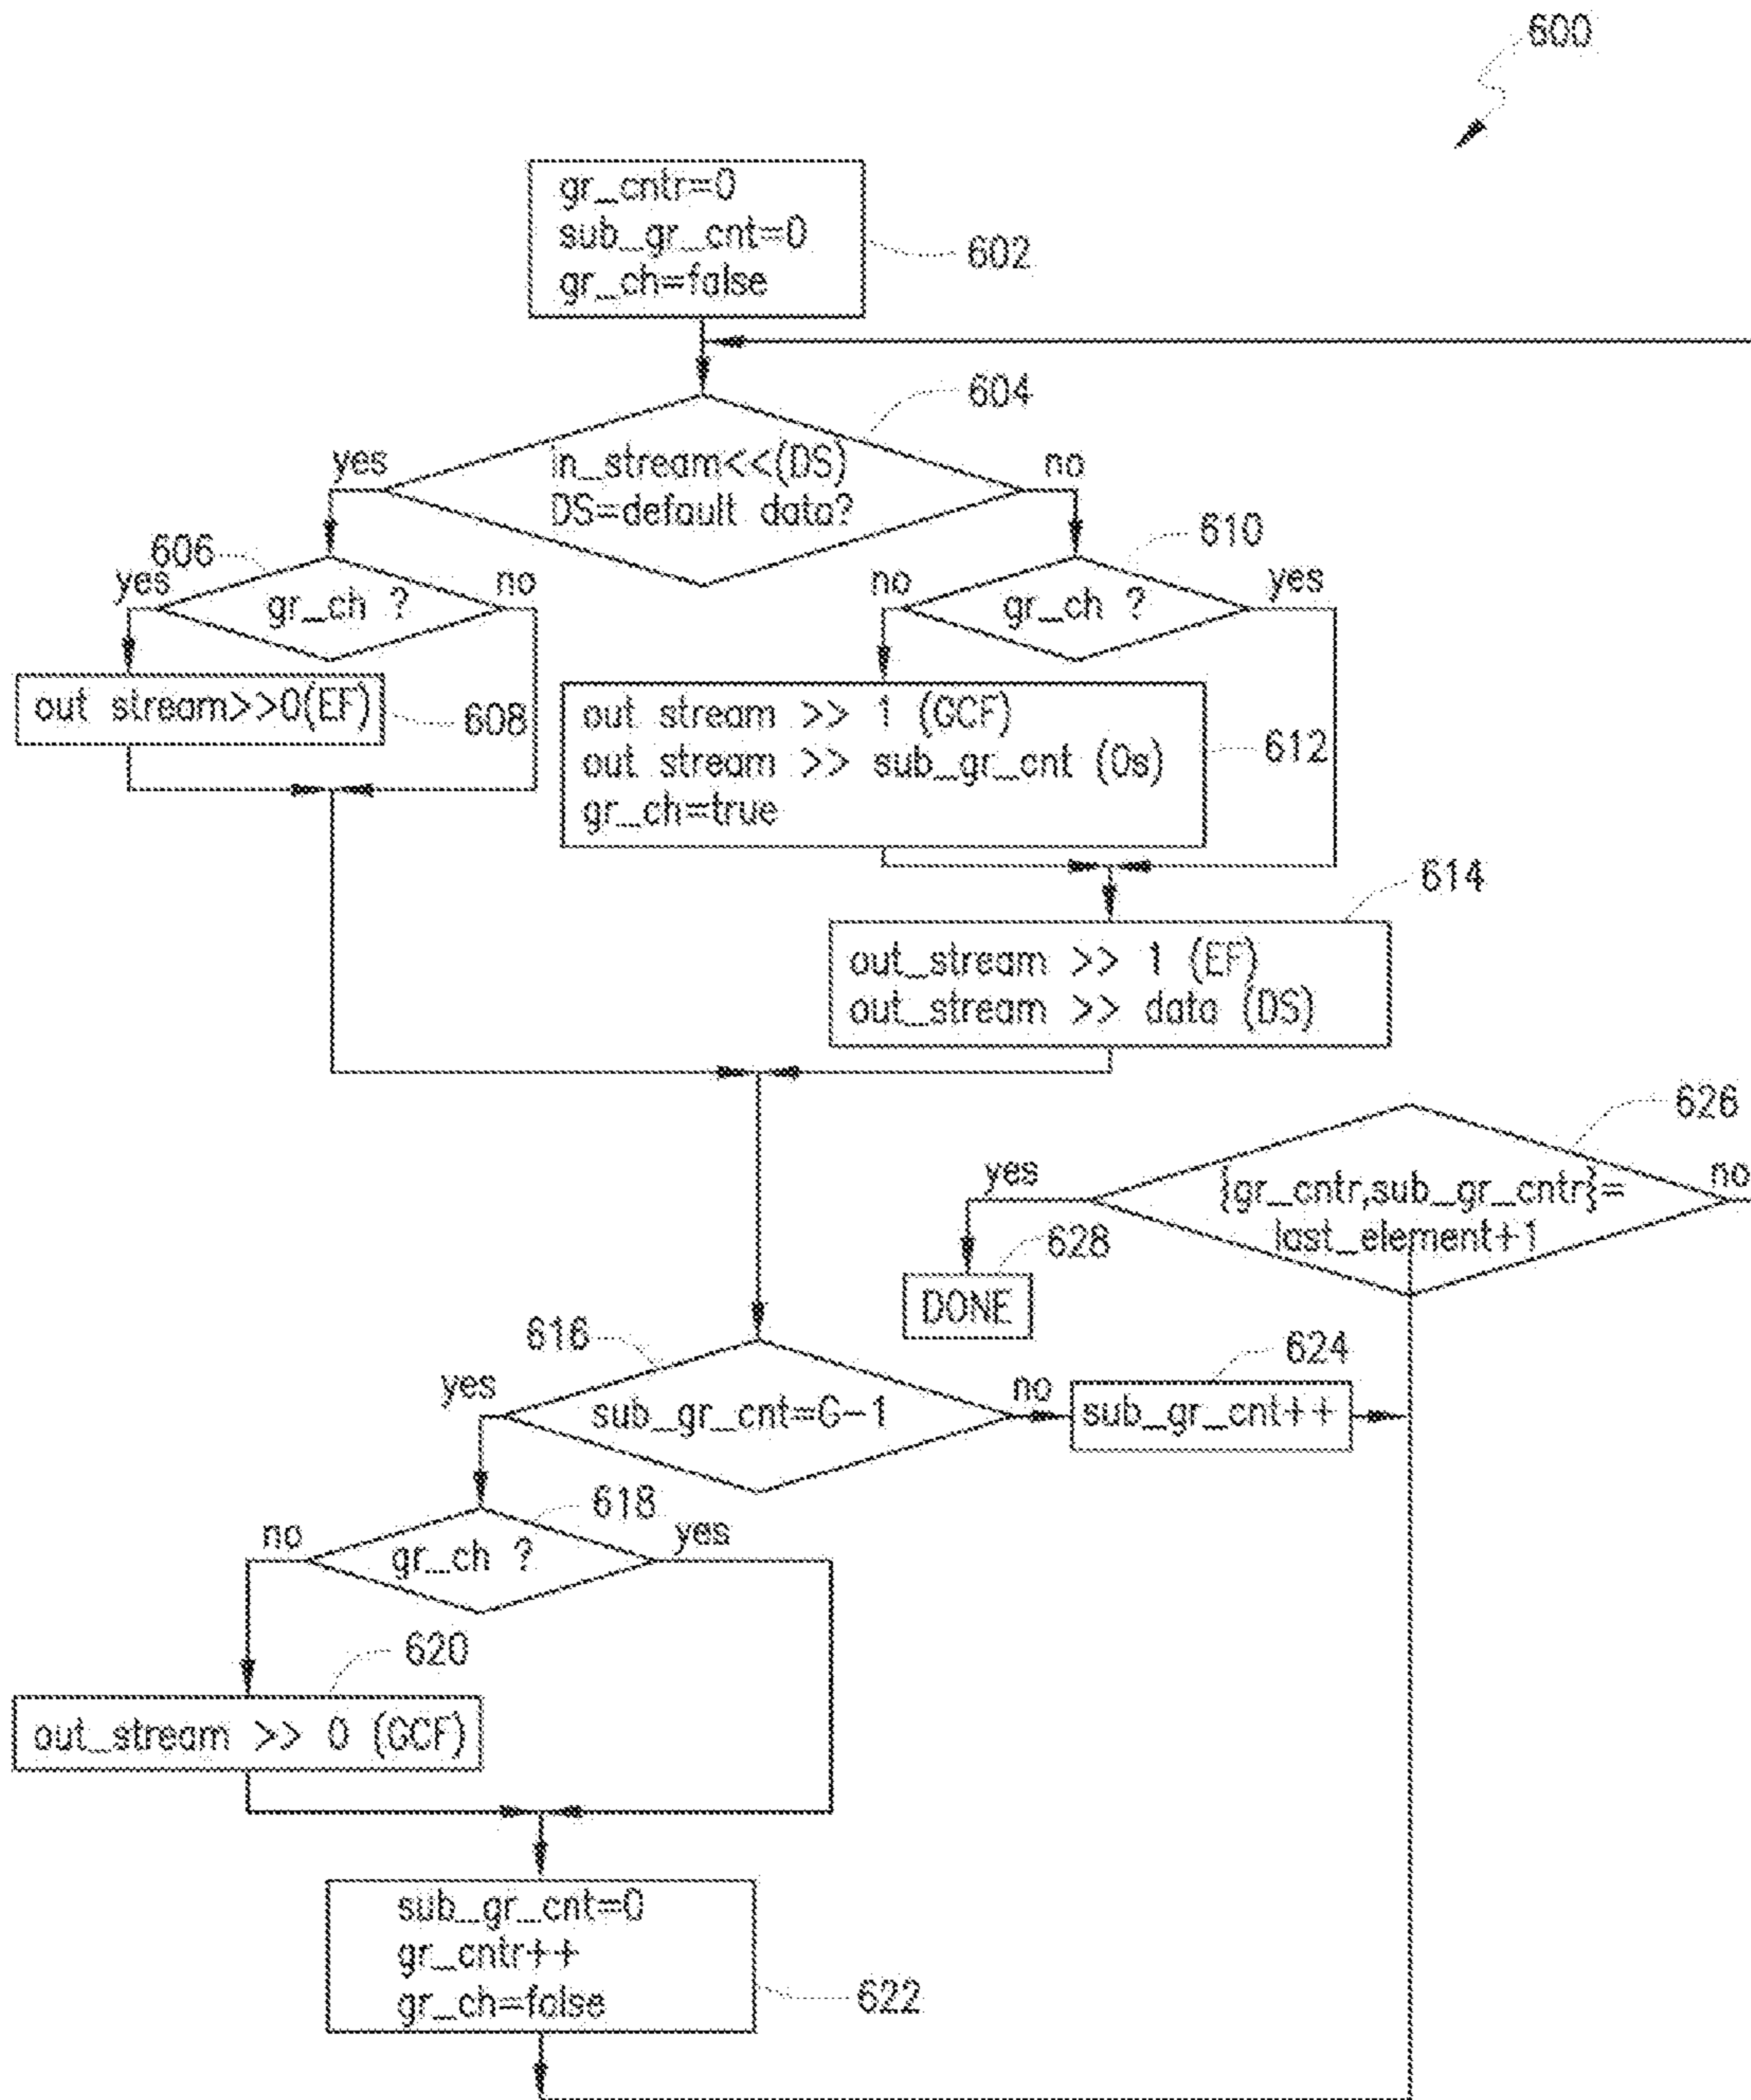 600
gr_cntr=0
sub_gr_cnt=0
gr_ch=false
602
604
in_stream<<(DS)
DS=default data?
yes
no
606
yes
no
gr_ch ?
610
no
yes
gr_ch ?
out stream>>0(EF)
608
out stream >> 1 (GCF)
out stream >> sub_gr_cnt (0s)
gr_ch=true
612
614
out_stream >> 1 (EF)
out_stream >> data (DS)
626
yes
no
{gr_cntr,sub_gr_cntr}=
last_element+1
628
DONE
616
yes
no
sub_gr_cnt=G-1
624
sub_gr_cnt++
618
no
yes
gr_ch ?
620
out_stream >> 0 (GCF)
sub_gr_cnt=0
gr_cntr++
gr_ch=false
622